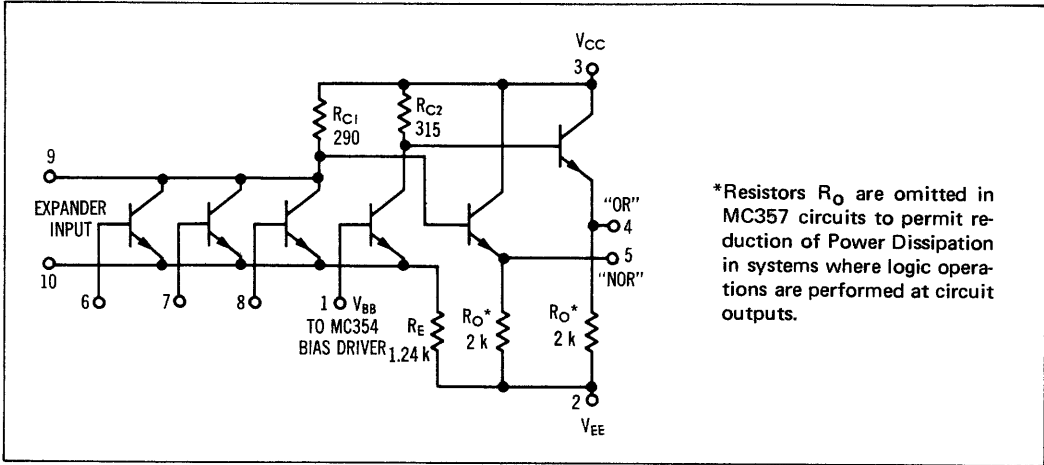 VCC
3
RC1
290
RC2
315
9
EXPANDER
INPUT
10
6
7
8
1
VBB
TO MC354
BIAS DRIVER
RE
1.24 k
RO*
2 k
RO*
2 k
"OR"
4
5
"NOR"
2
VEE
*Resistors RO are omitted in
MC357 circuits to permit re-
duction of Power Dissipation
in systems where logic opera-
tions are performed at circuit
outputs.